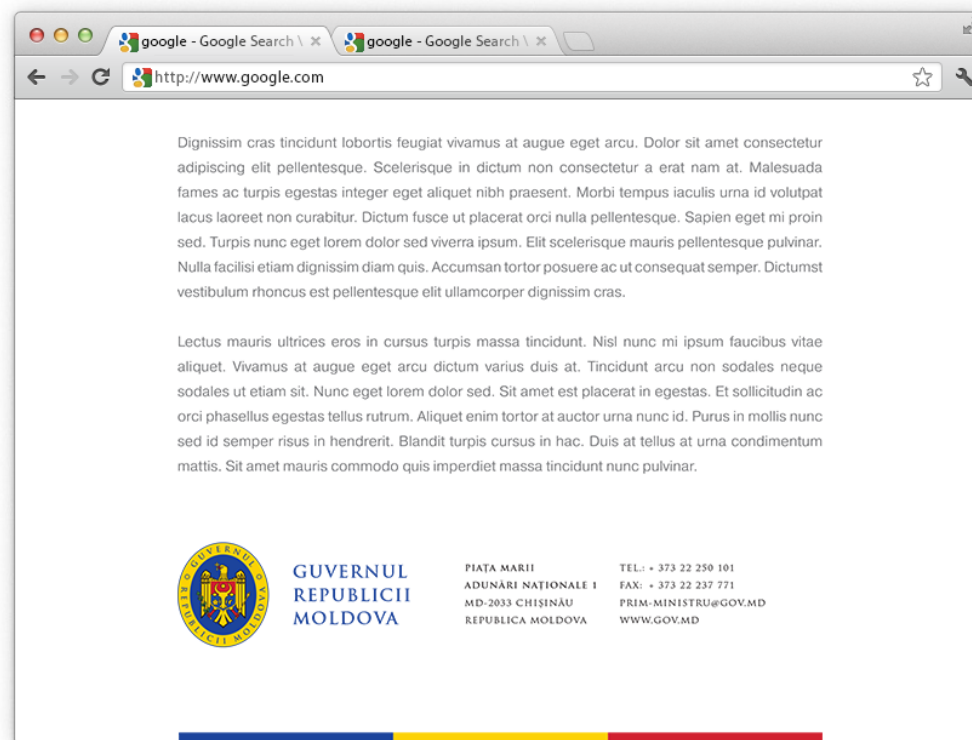 google - Google Search \
google - Google Search \
http://www.google.com
Dignissim cras tincidunt lobortis feugiat vivamus at augue eget arcu. Dolor sit amet consectetur
adipiscing elit pellentesque. Scelerisque in dictum non consectetur a erat nam at. Malesuada
fames ac turpis egestas integer eget aliquet nibh praesent. Morbi tempus iaculis urna id volutpat
lacus laoreet non curabitur. Dictum fusce ut placerat orci nulla pellentesque. Sapien eget mi proin
sed. Turpis nunc eget lorem dolor sed viverra ipsum. Elit scelerisque mauris pellentesque pulvinar.
Nulla facilisi etiam dignissim diam quis. Accumsan tortor posuere ac ut consequat semper. Dictumst
vestibulum rhoncus est pellentesque elit ullamcorper dignissim cras.
Lectus mauris ultrices eros in cursus turpis massa tincidunt. Nisl nunc mi ipsum faucibus vitae
aliquet. Vivamus at augue eget arcu dictum varius duis at. Tincidunt arcu non sodales neque
sodales ut etiam sit. Nunc eget lorem dolor sed. Sit amet est placerat in egestas. Et sollicitudin ac
orci phasellus egestas tellus rutrum. Aliquet enim tortor at auctor urna nunc id. Purus in mollis nunc
sed id semper risus in hendrerit. Blandit turpis cursus in hac. Duis at tellus at urna condimentum
mattis. Sit amet mauris commodo quis imperdiet massa tincidunt nunc pulvinar.
GUVERNUL
REPUBLICII MOLDOVA
GUVERNUL
REPUBLICII
MOLDOVA
PIAȚA MARII
ADUNĂRI NAȚIONALE 1
MD-2033 CHIȘINĂU
REPUBLICA MOLDOVA
TEL.: + 373 22 250 101
FAX: + 373 22 237 771
PRIM-MINISTRU@GOV.MD
WWW.GOV.MD